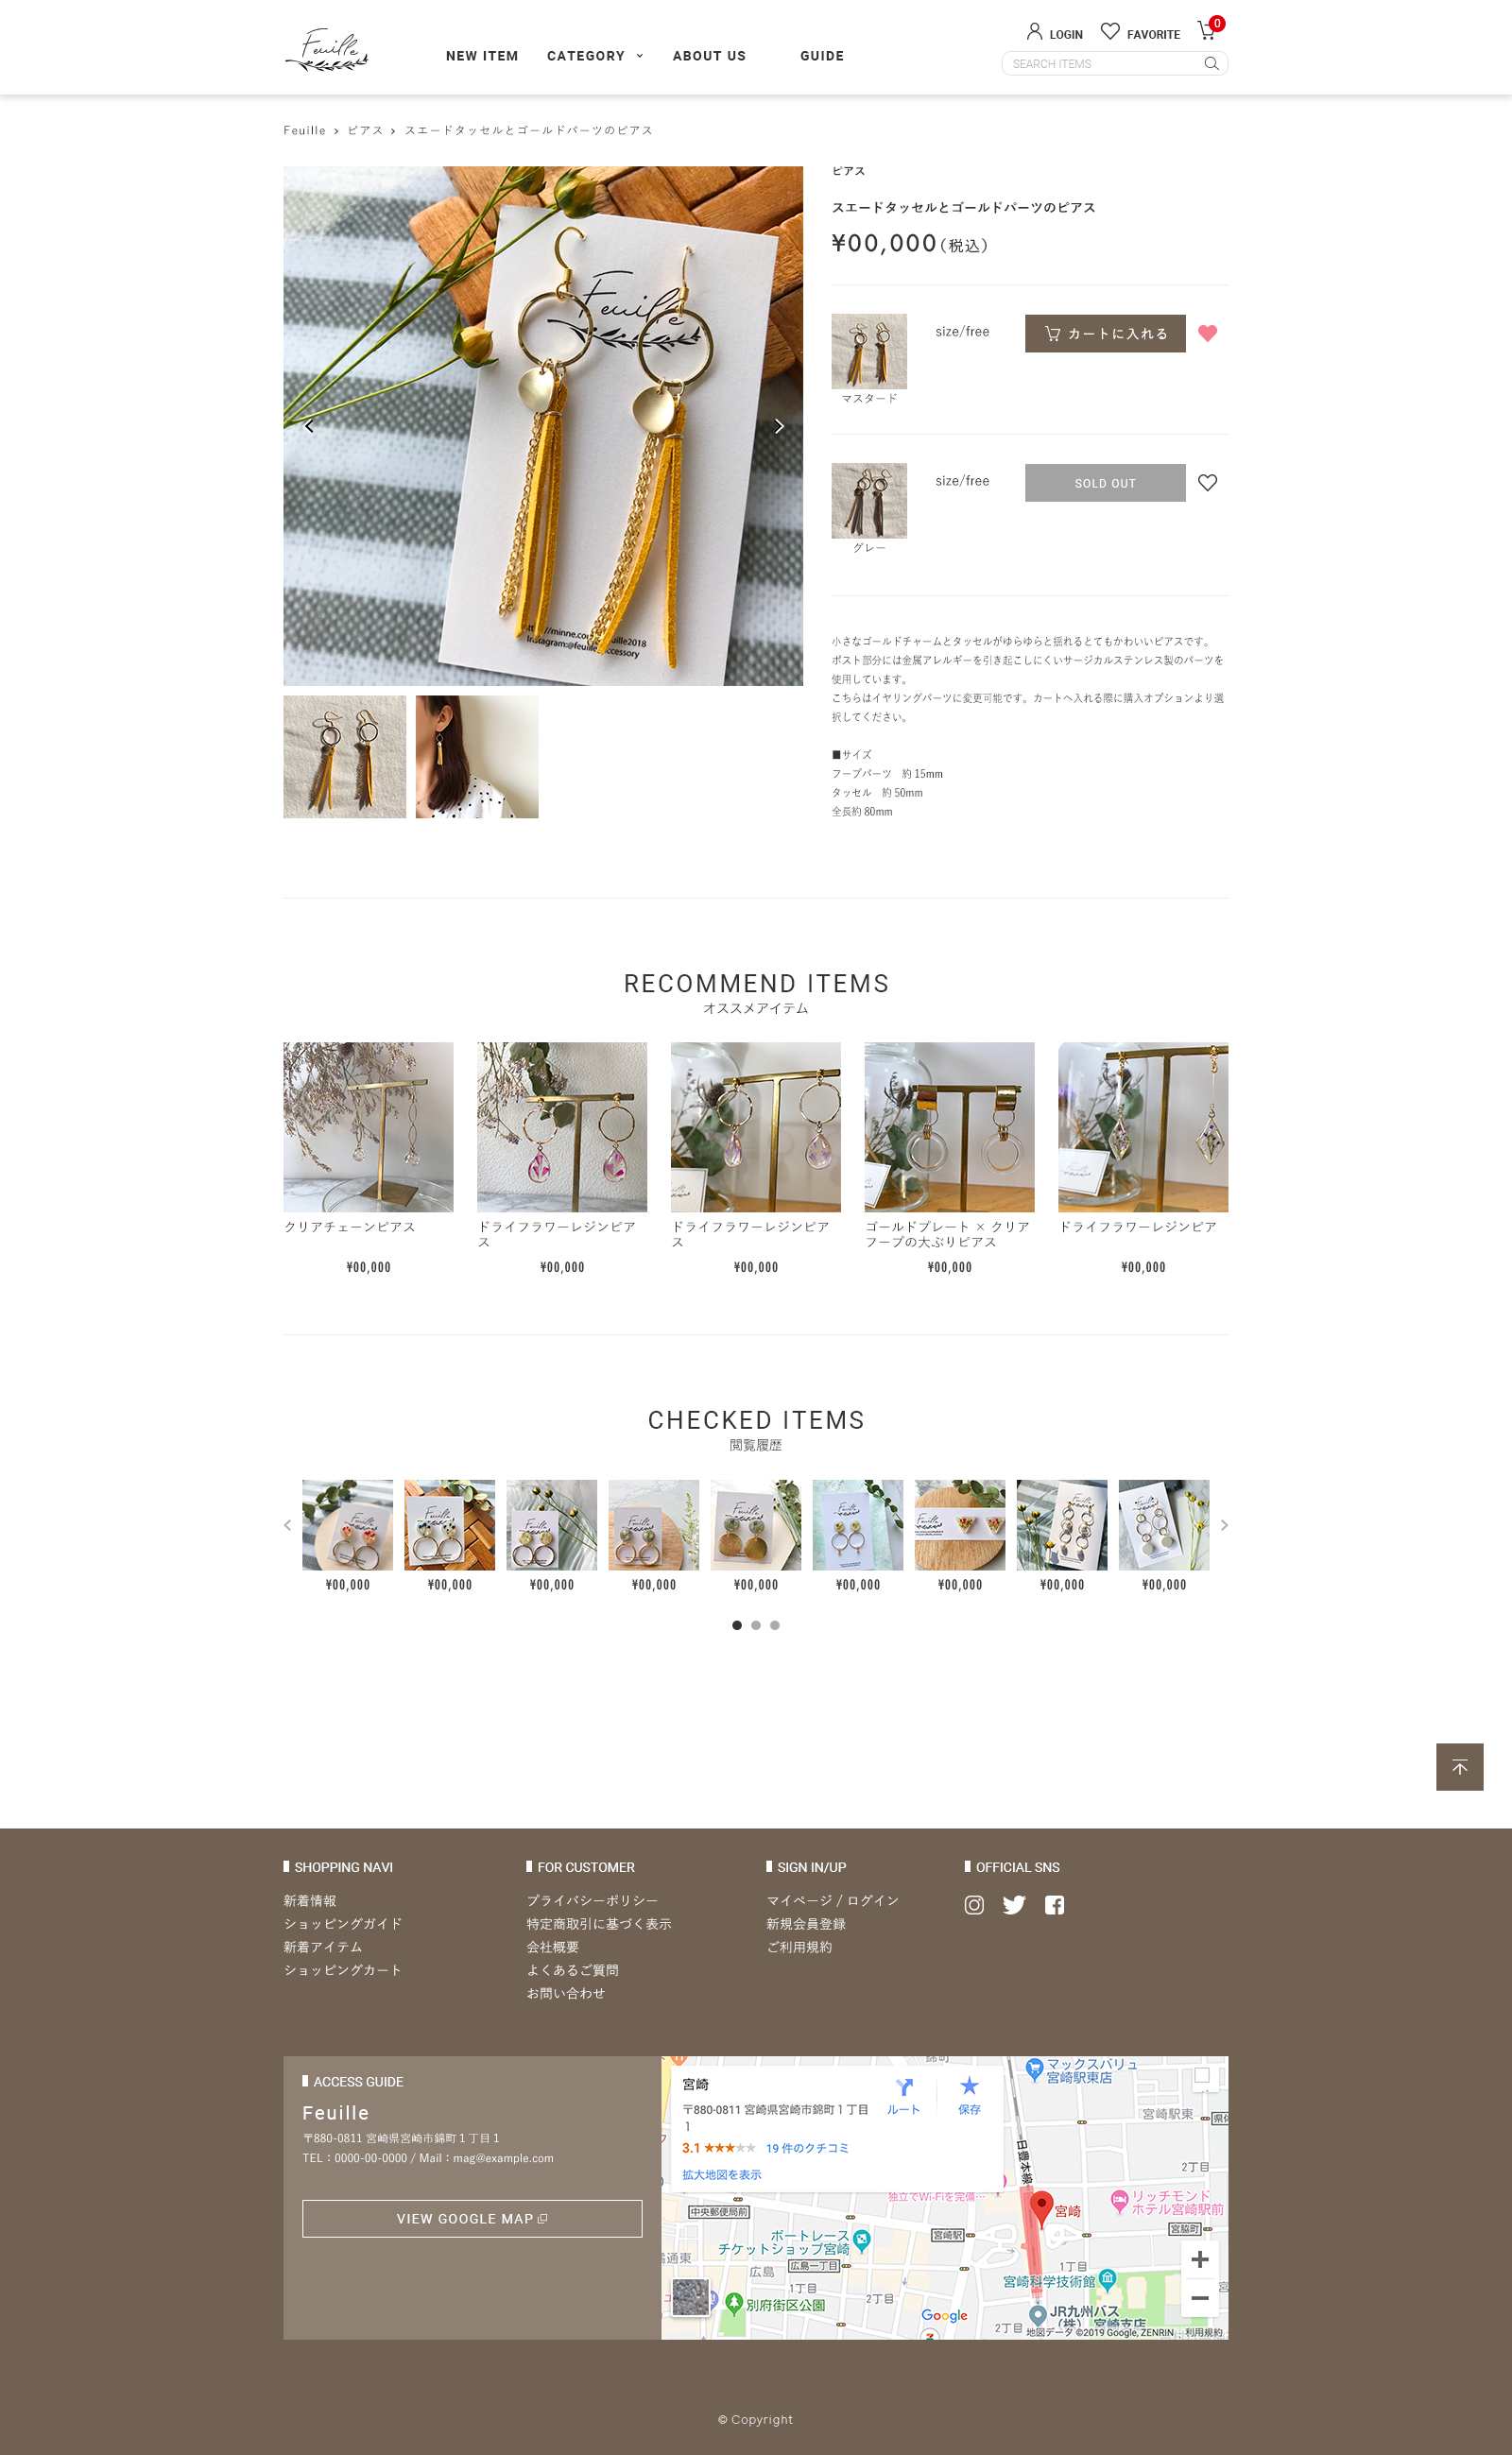 Feuille
NEW ITEM
CATEGORY
ABOUT US
GUIDE
LOGIN
FAVORITE
0
SEARCH ITEMS
Feuille › ピアス › スエードタッセルとゴールドパーツのピアス
Feuille
Instagram:@feuille
ピアス
スエードタッセルとゴールドパーツのピアス
¥00,000(税込)
size/free
カートに入れる
マスタード
size/free
SOLD OUT
グレー
小さなゴールドチャームとタッセルがゆらゆらと揺れるとてもかわいいピアスです。
ポスト部分には金属アレルギーを引き起こしにくいサージカルステンレス製のパーツを
使用しています。
こちらはイヤリングパーツに変更可能です。カートへ入れる際に購入オプションより選
択してください。
■サイズ
フープパーツ　約 15mm
タッセル　約 50mm
全長約 80mm
RECOMMEND ITEMS
オススメアイテム
クリアチェーンピアス
¥00,000
ドライフラワーレジンピア
ス
¥00,000
ドライフラワーレジンピア
ス
¥00,000
ゴールドプレート × クリア
フープの大ぶりピアス
¥00,000
ドライフラワーレジンピア
¥00,000
CHECKED ITEMS
閲覧履歴
¥00,000
¥00,000
¥00,000
¥00,000
¥00,000
¥00,000
¥00,000
¥00,000
¥00,000
SHOPPING NAVI
新着情報
ショッピングガイド
新着アイテム
ショッピングカート
FOR CUSTOMER
プライバシーポリシー
特定商取引に基づく表示
会社概要
よくあるご質問
お問い合わせ
SIGN IN/UP
マイページ / ログイン
新規会員登録
ご利用規約
OFFICIAL SNS
ACCESS GUIDE
Feuille
〒880-0811 宮崎県宮崎市錦町１丁目１
TEL：0000-00-0000 / Mail：mag@example.com
VIEW GOOGLE MAP
宮崎
〒880-0811 宮崎県宮崎市錦町１丁目
１
3.1 ★★★★★ 19 件のクチコミ
拡大地図を表示
ルート
保存
マックスバリュ
宮崎駅東店
宮崎駅東
日豊本線
2丁目
独立でWi-Fiを完備…
リッチモンド
ホテル宮崎駅前
中央郵便局前
宮崎
宮脇町
宮崎駅
ボートレース
チケットショップ宮崎
広島一丁目
広島
通東
1丁目
宮崎科学技術館
1丁目
2丁目
別府街区公園
Google
JR九州バス
（株）宮崎支店
2丁目
地図データ ©2019 Google, ZENRIN
利用規約
© Copyright